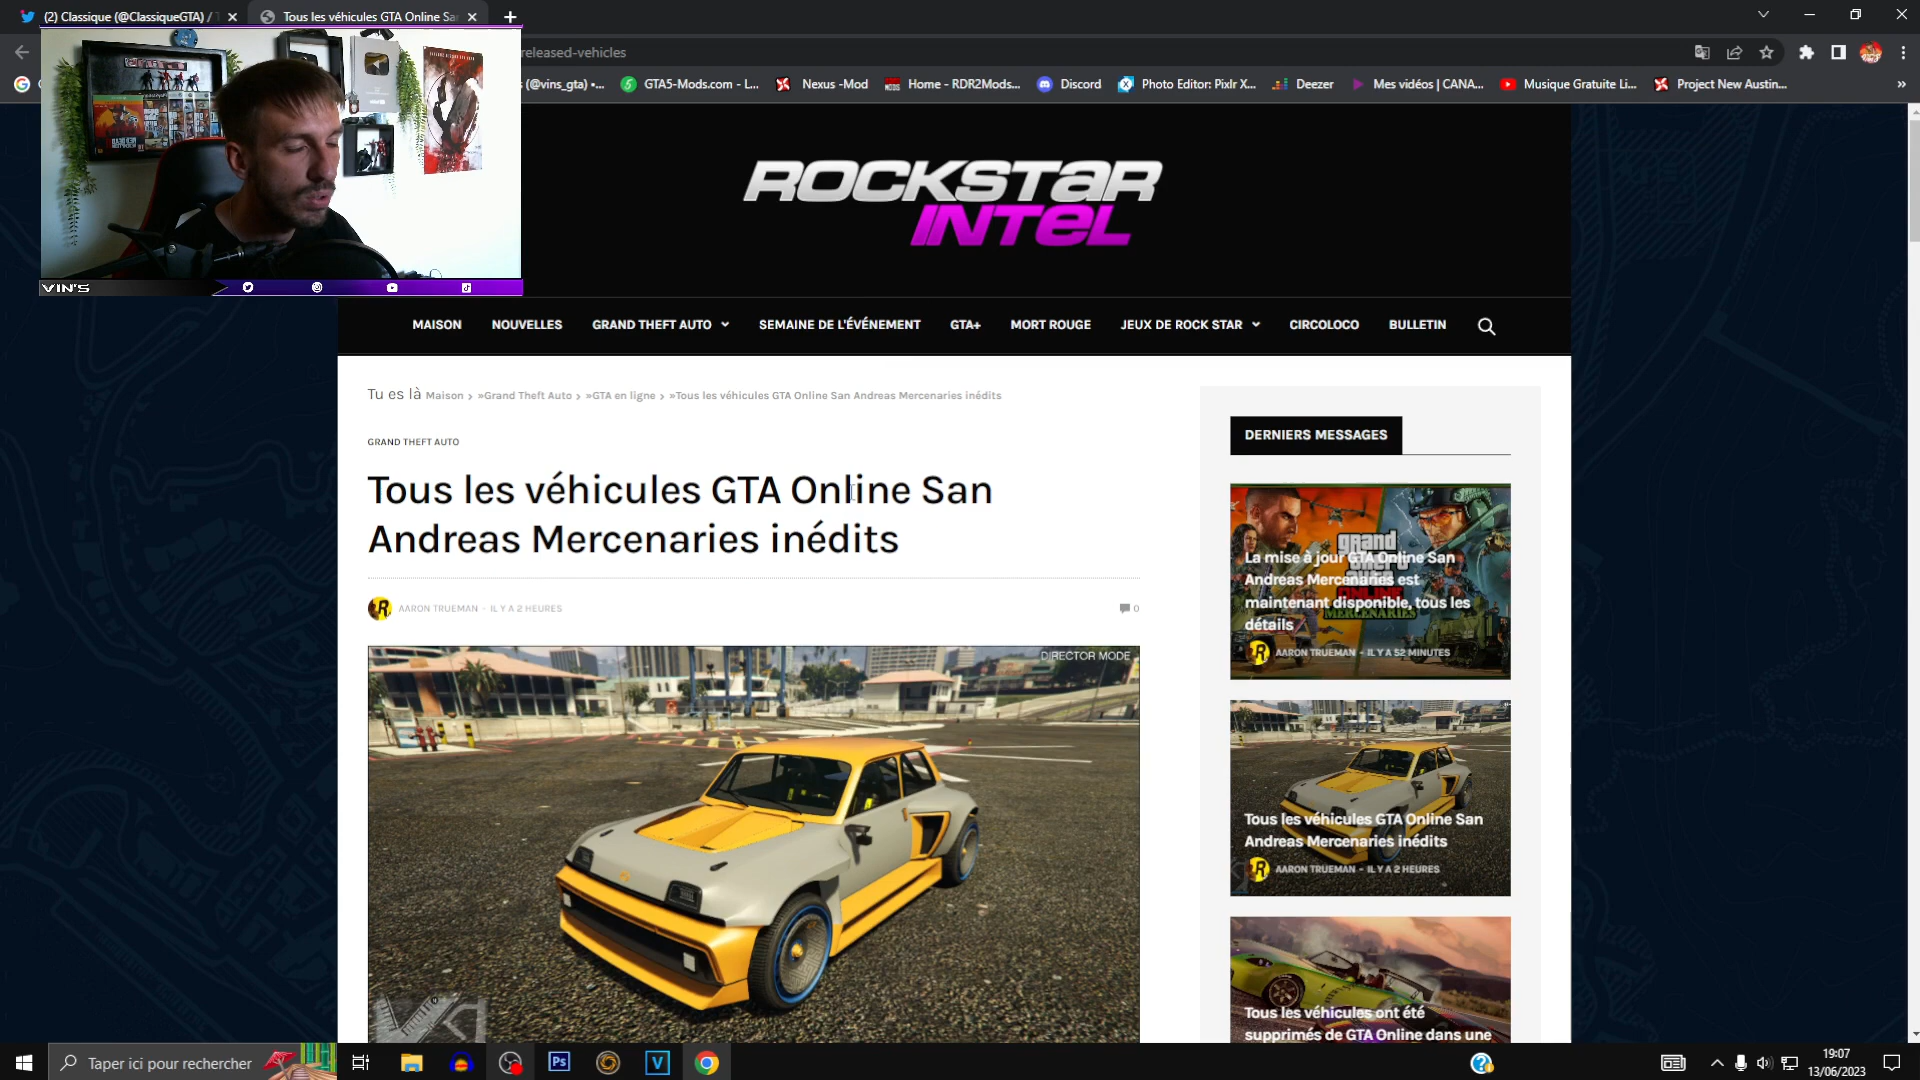 (2) Classique (@ClassiqueGTA) /
Tous les véhicules GTA Online Sa
released-vehicles
s (@vins_gta) •...
GTA5-Mods.com - L...
Nexus -Mod
Home - RDR2Mods...
Discord
Photo Editor: Pixlr X...
Deezer
Mes vidéos | CANA...
Musique Gratuite Li...
Project New Austin...
»
VIN'S
ROCKSTAR
INTEL
MAISON
NOUVELLES
GRAND THEFT AUTO
SEMAINE DE L'ÉVÉNEMENT
GTA+
MORT ROUGE
JEUX DE ROCK STAR
CIRCOLOCO
BULLETIN
Tu es là Maison › »Grand Theft Auto › »GTA en ligne › »Tous les véhicules GTA Online San Andreas Mercenaries inédits
GRAND THEFT AUTO
Tous les véhicules GTA Online San
Andreas Mercenaries inédits
AARON TRUEMAN - IL Y A 2 HEURES
0
DIRECTOR MODE
DERNIERS MESSAGES
grand
La mise à jour GTA Online San
Andreas Mercenaries est
maintenant disponible, tous les
MERCENARIES
détails
AARON TRUEMAN - IL Y A 52 MINUTES
Tous les véhicules GTA Online San
Andreas Mercenaries inédits
AARON TRUEMAN - IL Y A 2 HEURES
Tous les véhicules ont été
supprimés de GTA Online dans une
Taper ici pour rechercher
Ps
V
19:07
13/06/2023